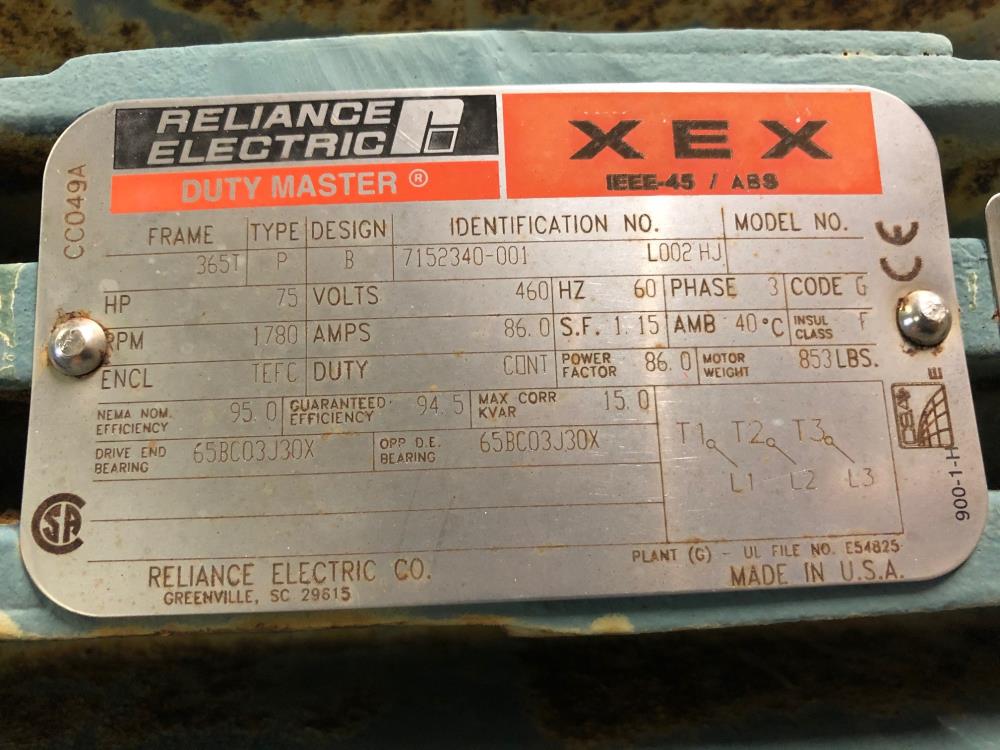 RELIANCE
ELECTRIC
DUTY MASTER ®
XEX
IEEE-45 / ABS
CC049A
FRAME TYPE DESIGN IDENTIFICATION NO. MODEL NO.
365T P B 7152340-001 L002 HJ
HP 75 VOLTS 460 HZ 60 PHASE 3 CODE G
RPM 1780 AMPS 86.0 S.F. 1.15 AMB 40°C INSUL CLASS F
ENCL TEFC DUTY CONT POWER FACTOR 86.0 MOTOR WEIGHT 853 LBS.
NEMA NOM. EFFICIENCY 95.0 GUARANTEED EFFICIENCY 94.5 MAX CORR KVAR 15.0
DRIVE END BEARING 65BC03J30X OPP D.E. BEARING 65BC03J30X
T1 T2 T3
L1 L2 L3
CE
E
900-1-H
CSA
PLANT (G) - UL FILE NO. E54825
RELIANCE ELECTRIC CO.
GREENVILLE, SC 29615
MADE IN U.S.A.